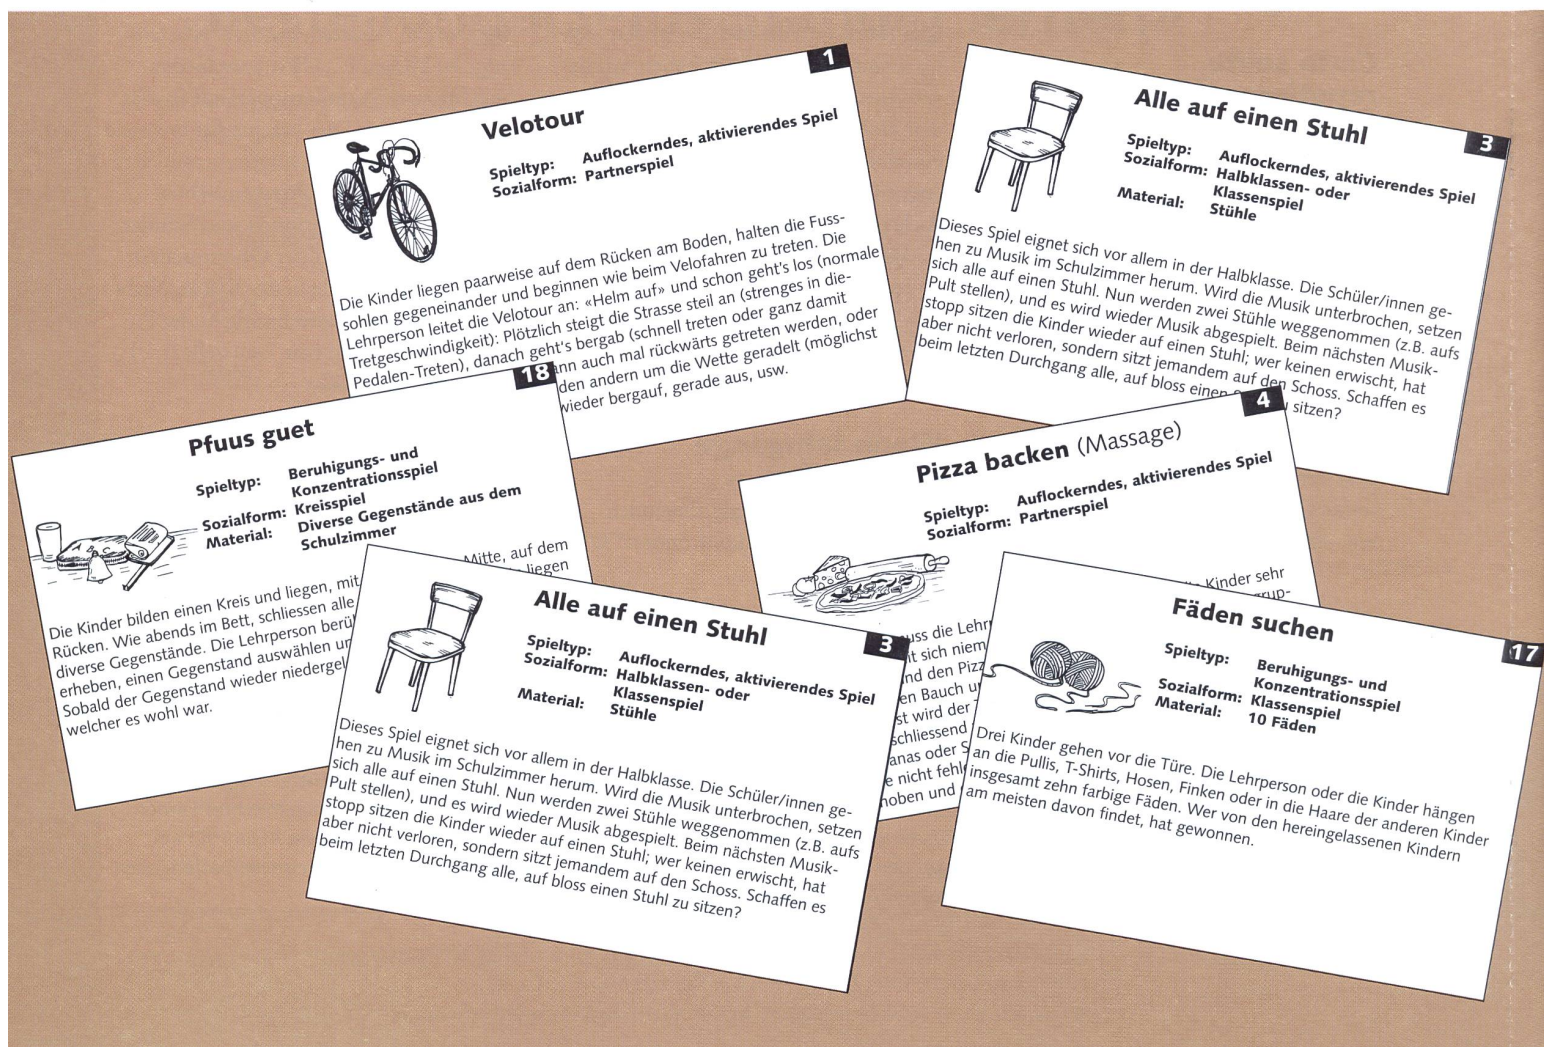 1
Velotour
Spieltyp: Auflockerndes, aktivierendes Spiel
Sozialform: Partnerspiel
Die Kinder liegen paarweise auf dem Rücken am Boden, halten die Fuss-
sohlen gegeneinander und beginnen wie beim Velofahren zu treten. Die
Lehrperson leitet die Velotour an: «Helm auf» und schon geht's los (normale
Tretgeschwindigkeit): Plötzlich steigt die Strasse steil an (strenges in die-
Pedalen-Treten), danach geht's bergab (schnell treten oder ganz damit
auch mal rückwärts getreten werden, oder
den andern um die Wette geradelt (möglichst
wieder bergauf, gerade aus, usw.
3
Alle auf einen Stuhl
Spieltyp: Auflockerndes, aktivierendes Spiel
Sozialform: Halbklassen- oder
Klassenspiel
Material: Stühle
Dieses Spiel eignet sich vor allem in der Halbklasse. Die Schüler/innen ge-
hen zu Musik im Schulzimmer herum. Wird die Musik unterbrochen, setzen
sich alle auf einen Stuhl. Nun werden zwei Stühle weggenommen (z.B. aufs
Pult stellen), und es wird wieder Musik abgespielt. Beim nächsten Musik-
stopp sitzen die Kinder wieder auf einen Stuhl; wer keinen erwischt, hat
aber nicht verloren, sondern sitzt jemandem auf den Schoss. Schaffen es
beim letzten Durchgang alle, auf bloss einen sitzen?
18
Pfuus guet
Spieltyp: Beruhigungs- und
Konzentrationsspiel
Sozialform: Kreisspiel
Material: Diverse Gegenstände aus dem
Schulzimmer
Die Kinder bilden einen Kreis und liegen, mit Mitte, auf dem
Rücken. Wie abends im Bett, schliessen alle liegen
diverse Gegenstände. Die Lehrperson
erheben, einen Gegenstand auswählen
Sobald der Gegenstand wieder
welcher es wohl war.
4
Pizza backen (Massage)
Spieltyp: Auflockerndes, aktivierendes Spiel
Sozialform: Partnerspiel
Kinder sehr
die
sich
den
Bauch
wird der
oder
nicht
und
3
Alle auf einen Stuhl
Spieltyp: Auflockerndes, aktivierendes Spiel
Sozialform: Halbklassen- oder
Klassenspiel
Material: Stühle
Dieses Spiel eignet sich vor allem in der Halbklasse. Die Schüler/innen ge-
hen zu Musik im Schulzimmer herum. Wird die Musik unterbrochen, setzen
sich alle auf einen Stuhl. Nun werden zwei Stühle weggenommen (z.B. aufs
Pult stellen), und es wird wieder Musik abgespielt. Beim nächsten Musik-
stopp sitzen die Kinder wieder auf einen Stuhl; wer keinen erwischt, hat
aber nicht verloren, sondern sitzt jemandem auf den Schoss. Schaffen es
beim letzten Durchgang alle, auf bloss einen Stuhl zu sitzen?
17
Fäden suchen
Spieltyp: Beruhigungs- und
Konzentrationsspiel
Sozialform: Klassenspiel
Material: 10 Fäden
Drei Kinder gehen vor die Türe. Die Lehrperson oder die Kinder hängen
an die Pullis, T-Shirts, Hosen, Finken oder in die Haare der anderen Kinder
insgesamt zehn farbige Fäden. Wer von den hereingelassenen Kindern
am meisten davon findet, hat gewonnen.